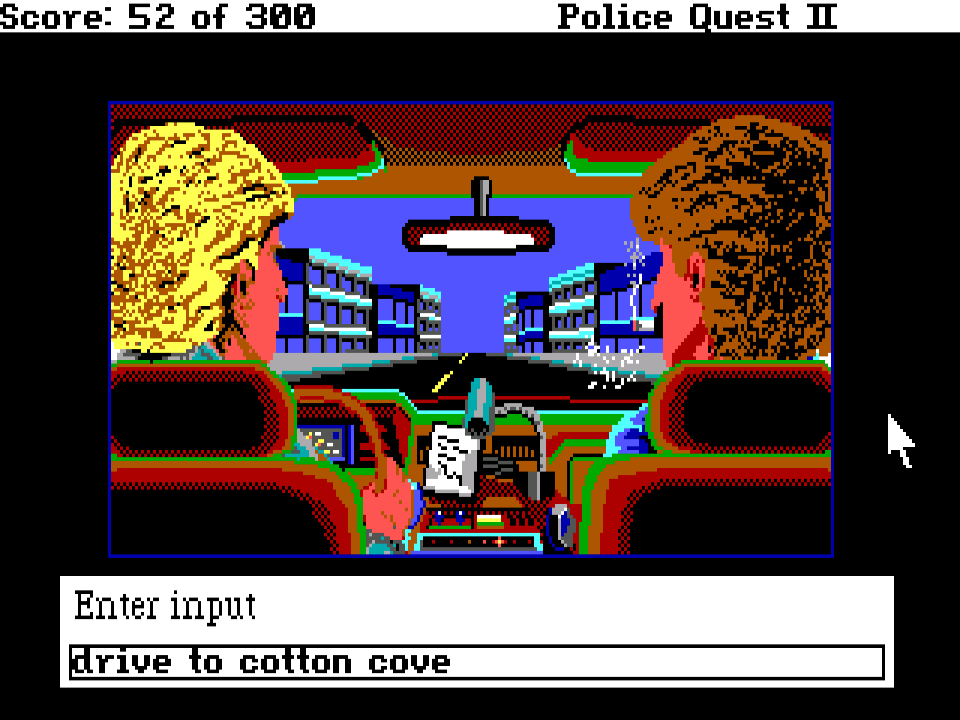 Score: 52 of 300
Police Quest II
Enter input
drive to cotton cove